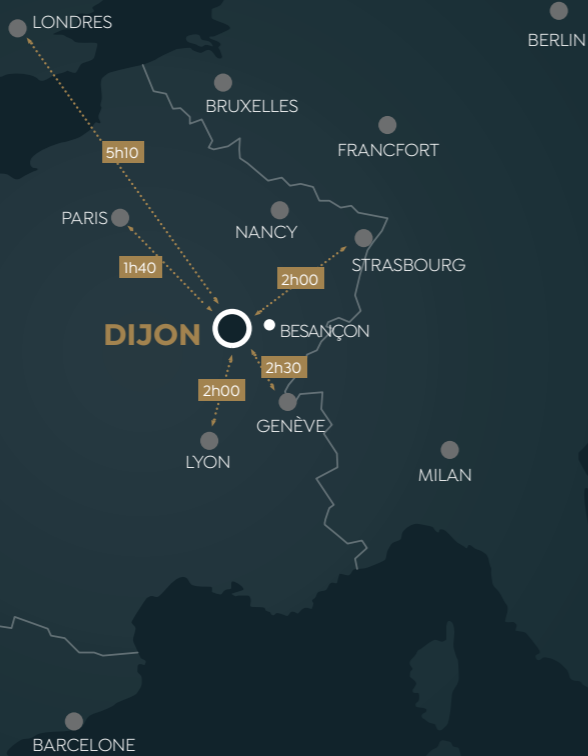 LONDRES
BERLIN
BRUXELLES
FRANCFORT
5h10
PARIS
NANCY
1h40
STRASBOURG
2h00
DIJON
BESANÇON
2h30
2h00
GENÈVE
LYON
MILAN
BARCELONE